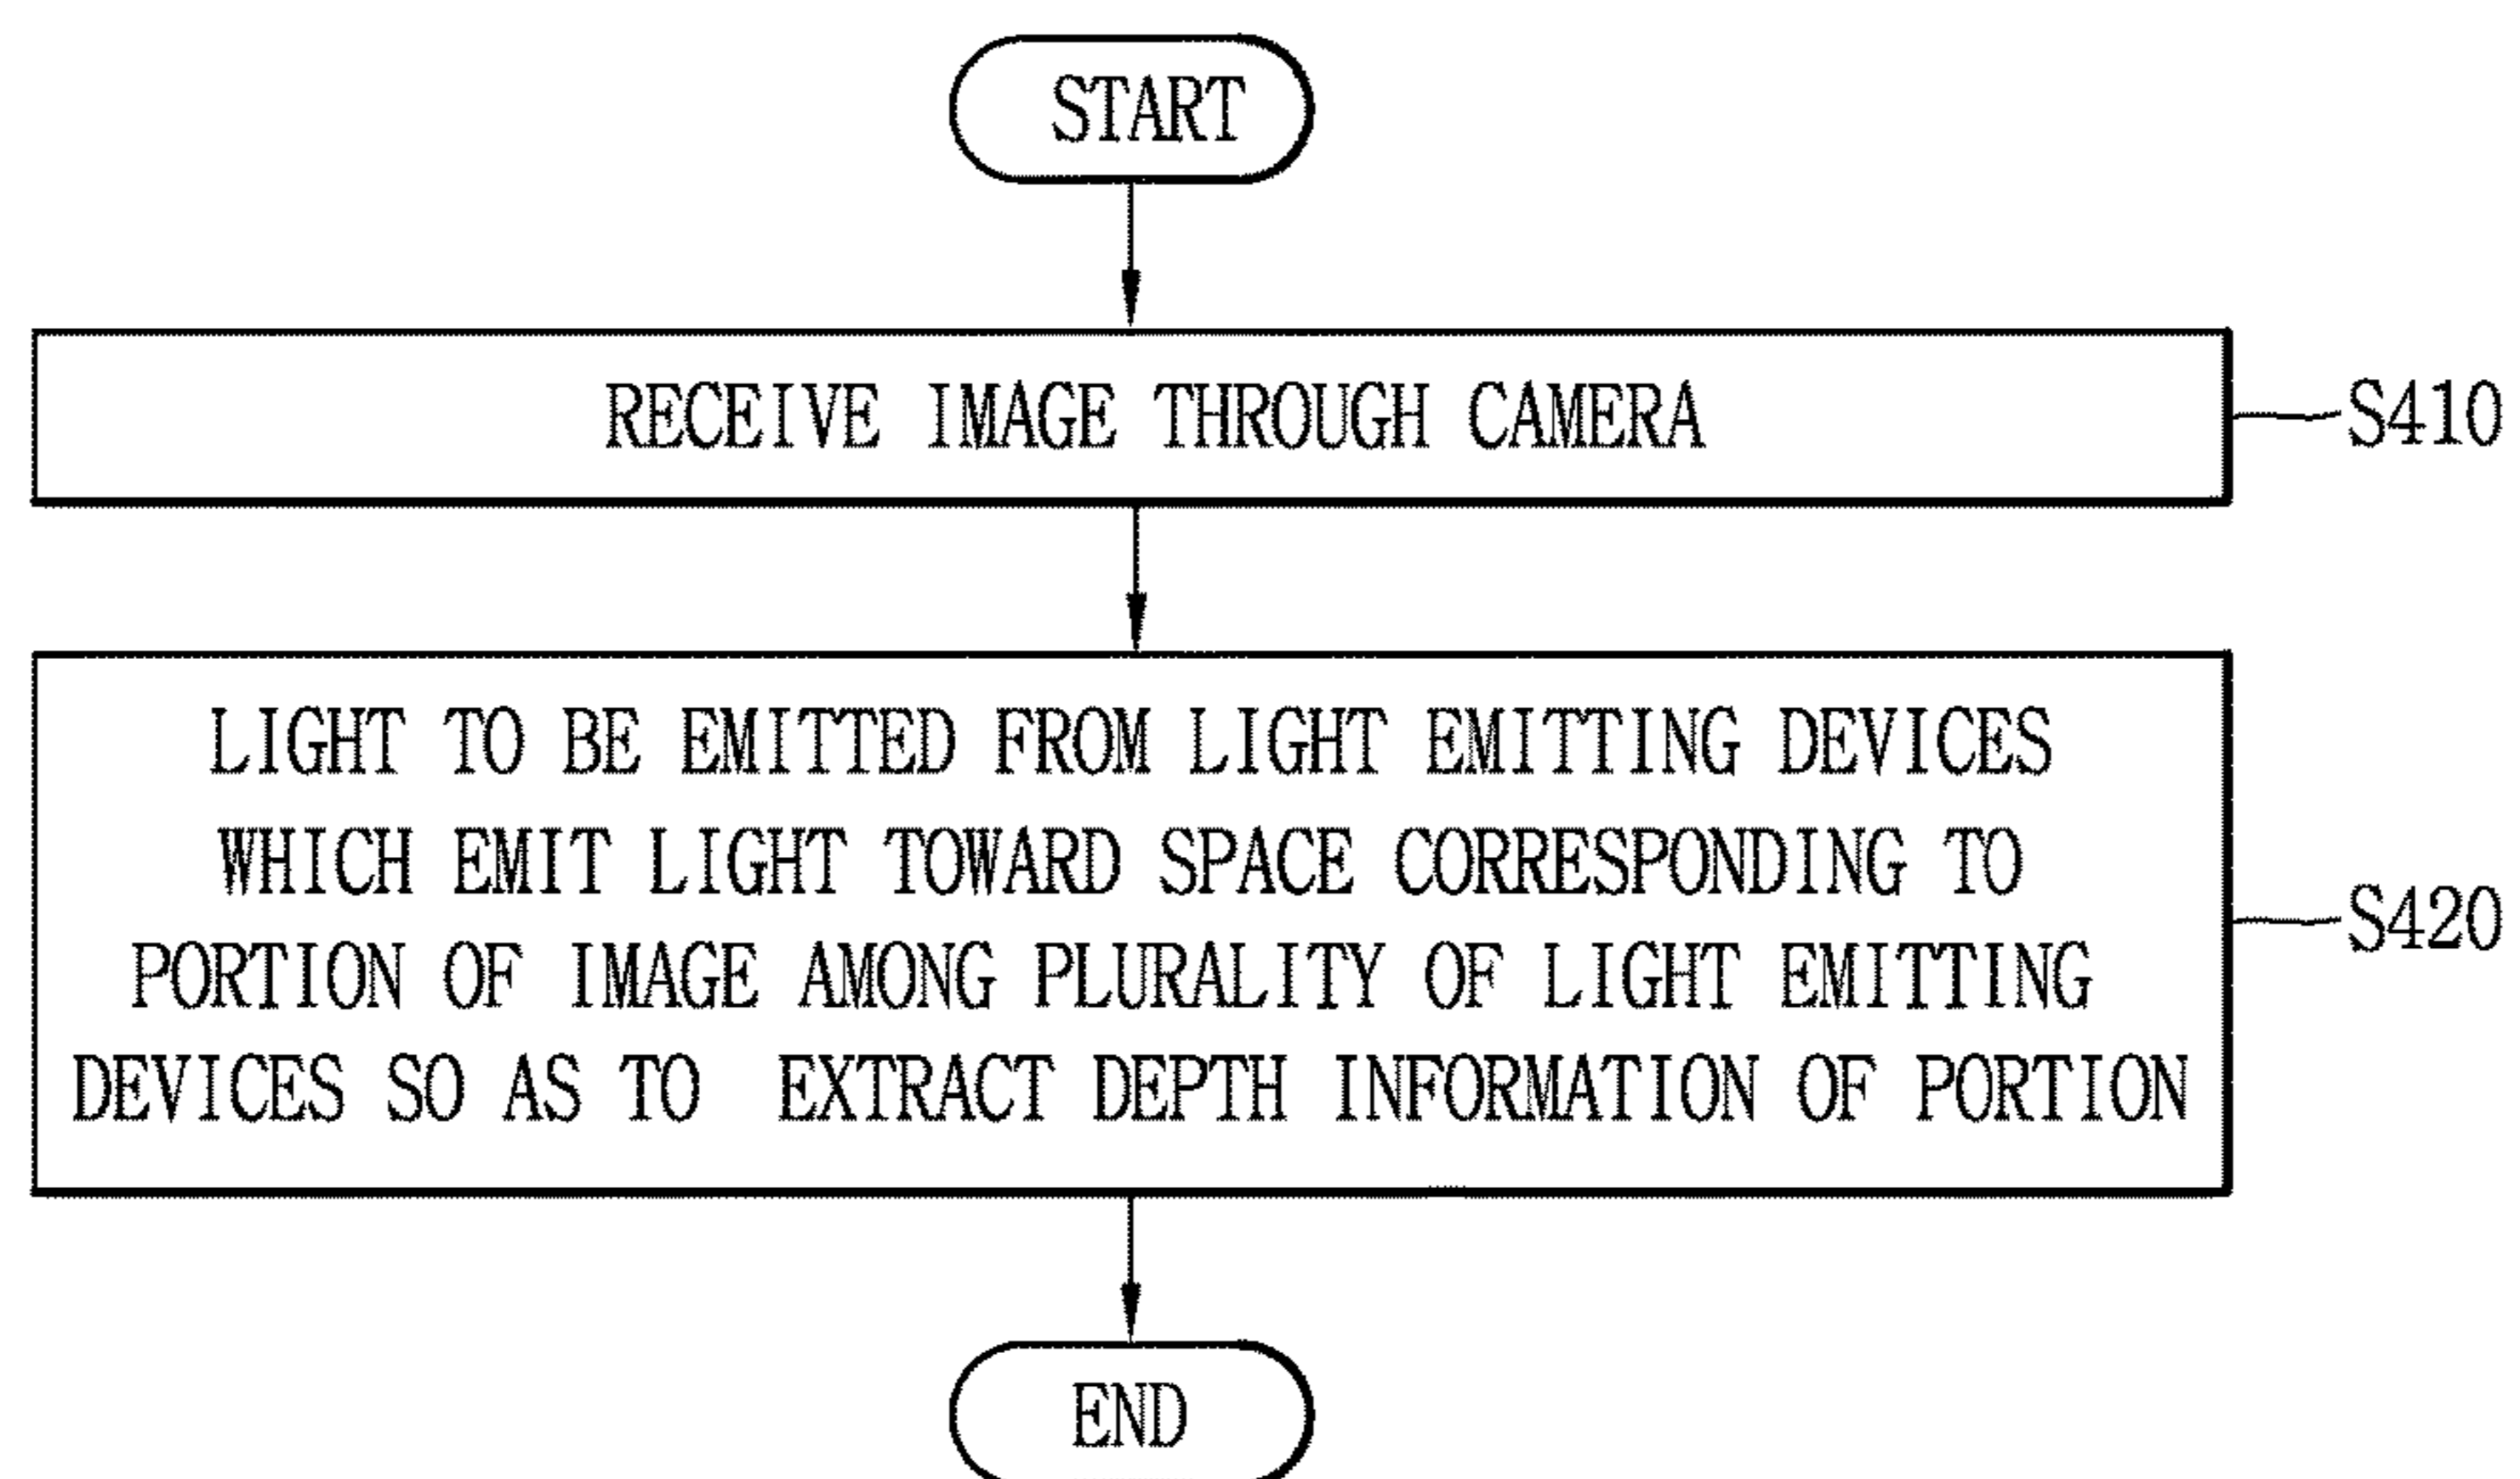 START
RECEIVE IMAGE THROUGH CAMERA
S410
LIGHT TO BE EMITTED FROM LIGHT EMITTING DEVICES
WHICH EMIT LIGHT TOWARD SPACE CORRESPONDING TO
PORTION OF IMAGE AMONG PLURALITY OF LIGHT EMITTING
DEVICES SO AS TO EXTRACT DEPTH INFORMATION OF PORTION
S420
END